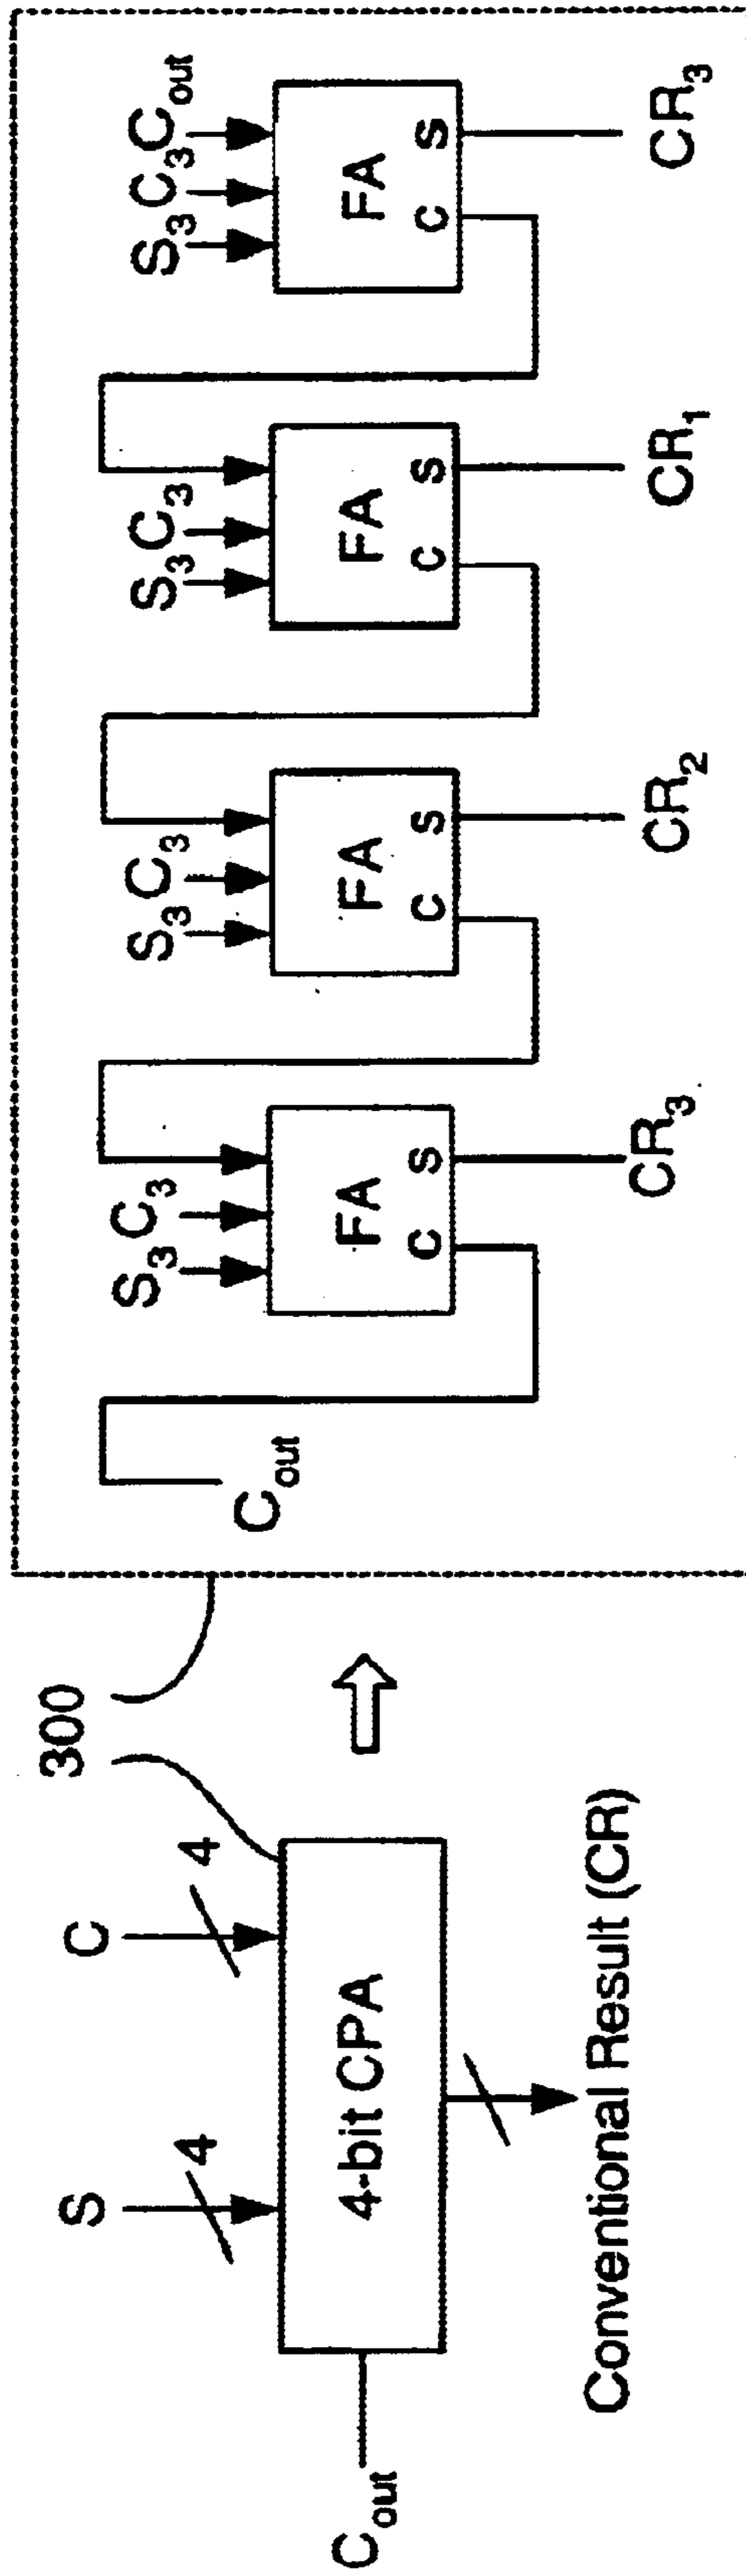 S
C
4
4
300
4-bit CPA
C_out
Conventional Result (CR)
C_out
S_3 C_3
FA
C S
CR_3
S_3 C_3
FA
C S
CR_2
S_3 C_3
FA
C S
CR_1
S_3 C_3 C_out
FA
C S
CR_3